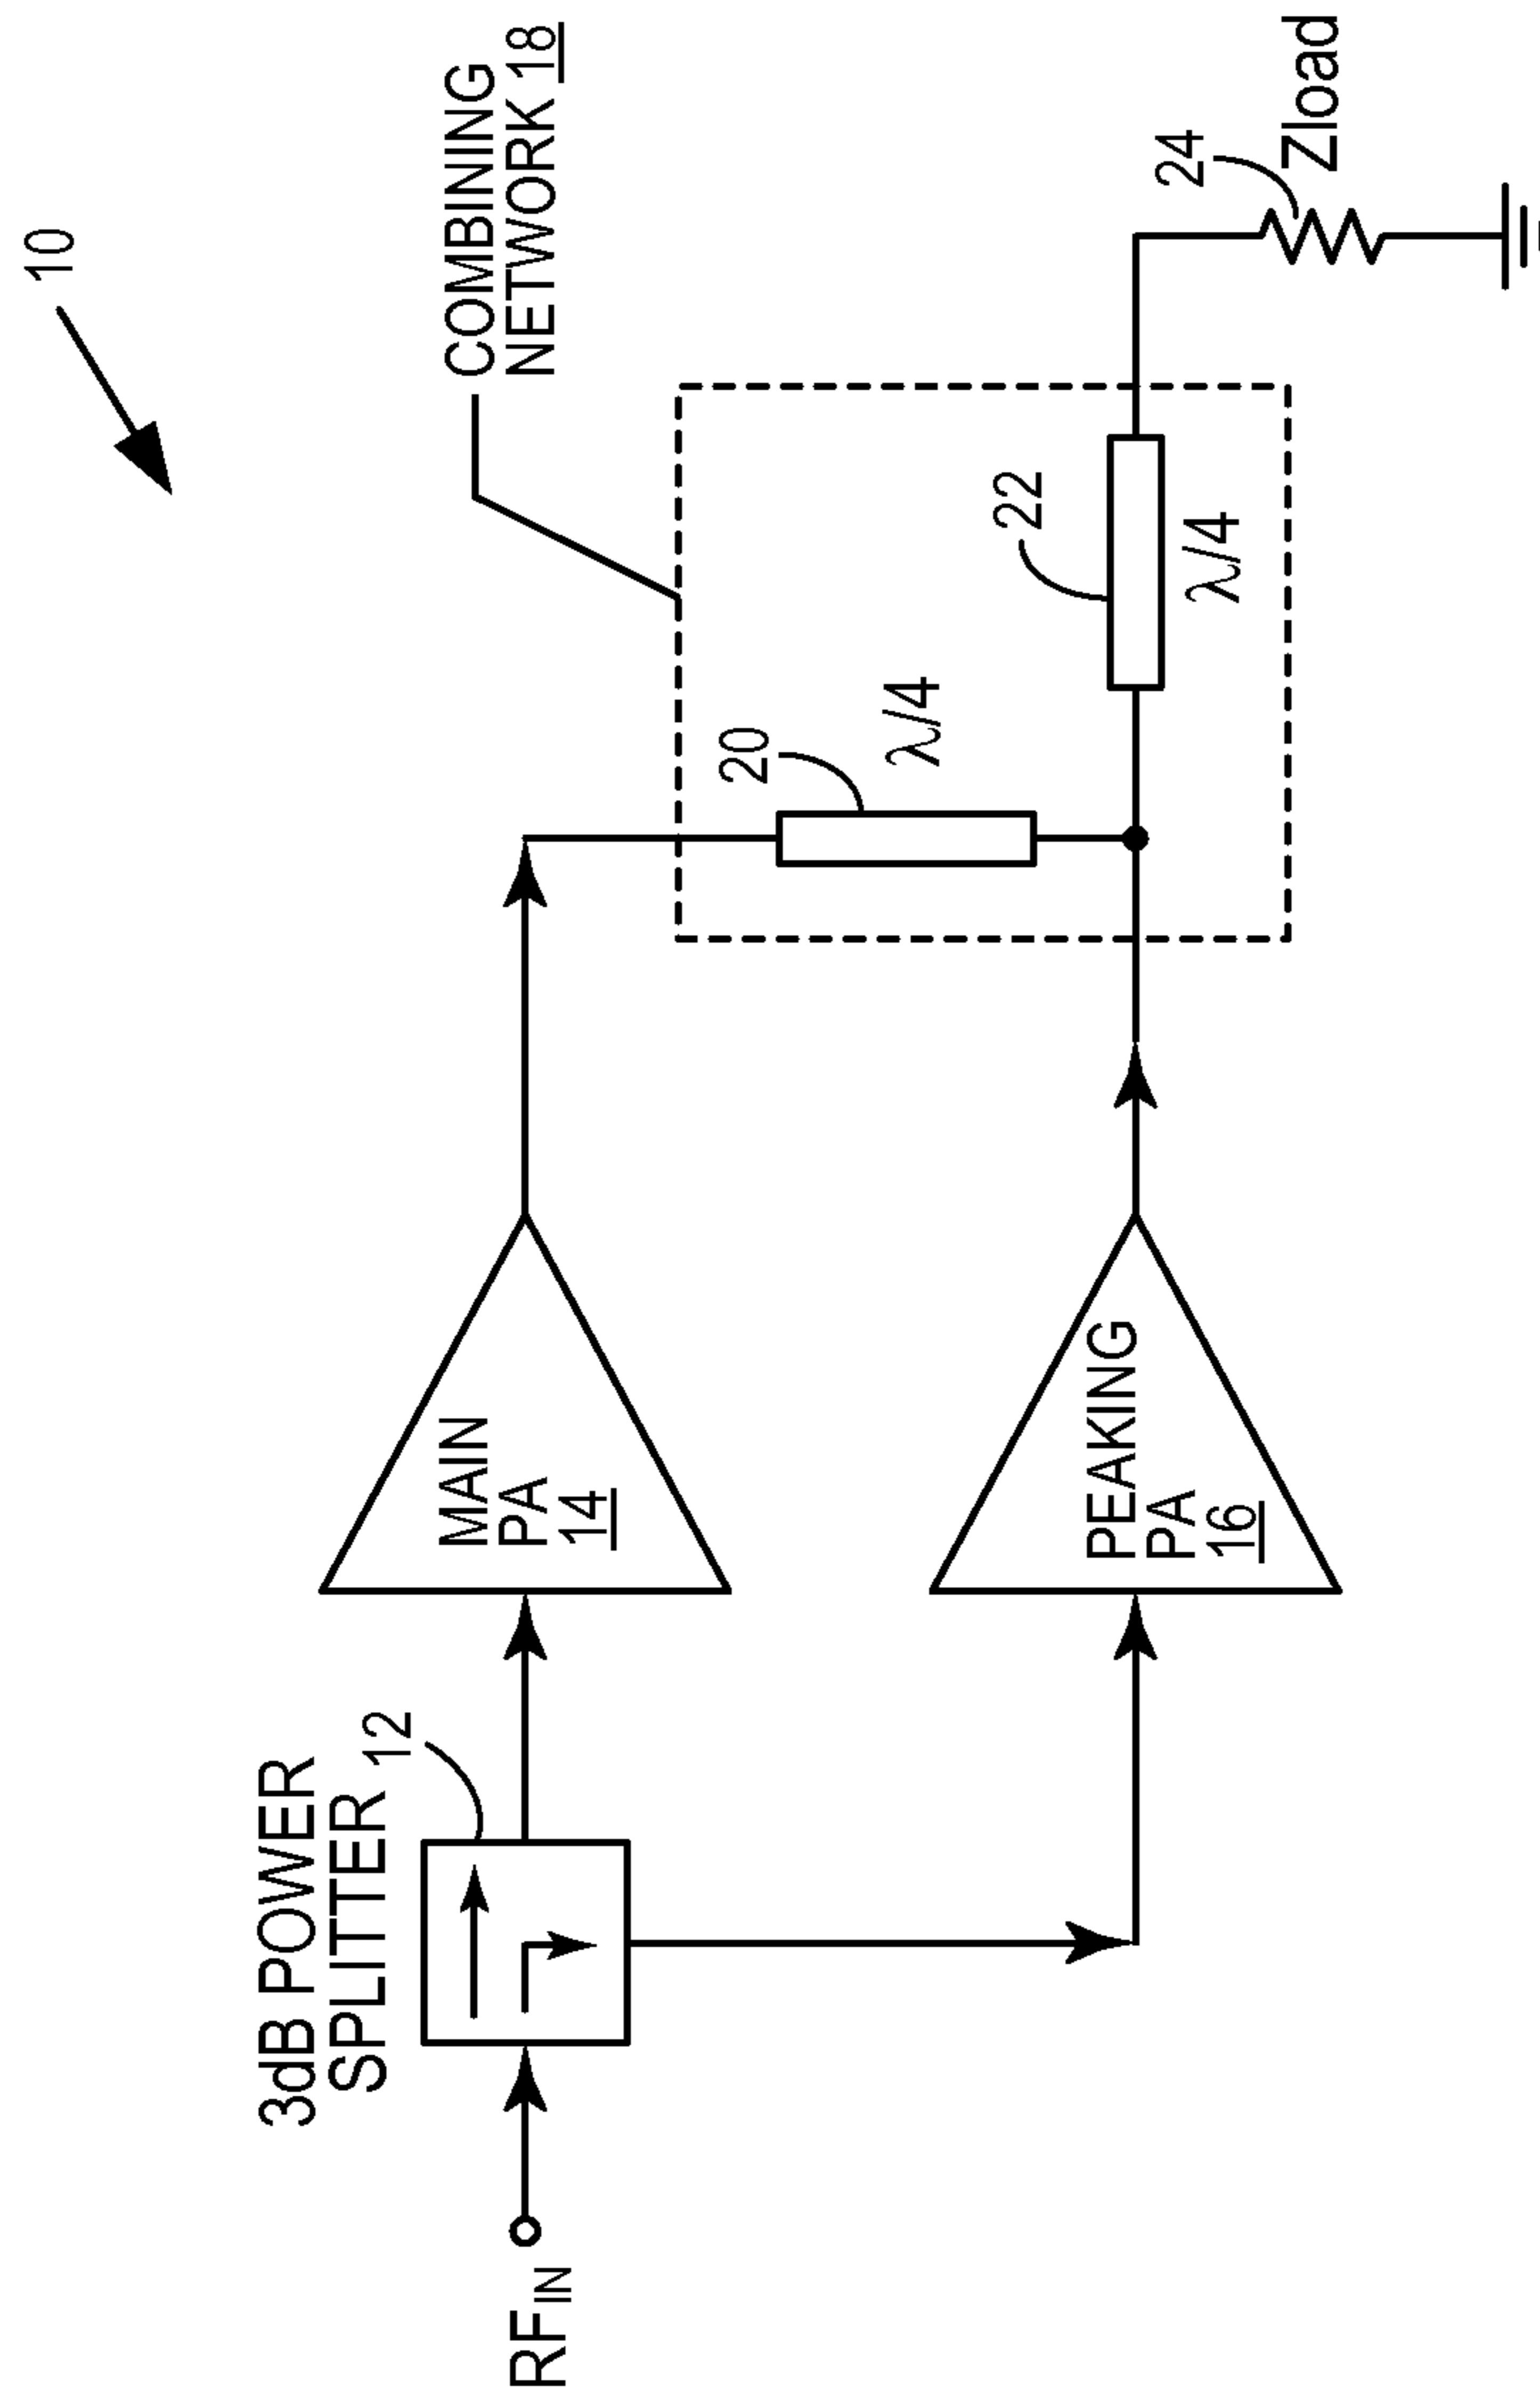 10
COMBINING
NETWORK 18
3dB POWER
SPLITTER
12
MAIN
PA
14
20
λ/4
22
λ/4
24
Zload
RFIN
PEAKING
PA
16